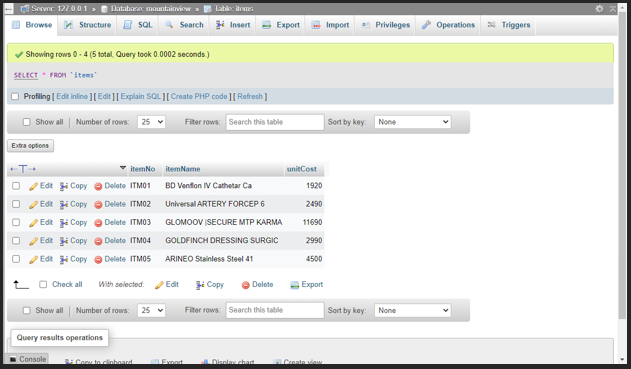 Server: 127.0.0.1 » Database: mountainview » Table: items
Browse Structure SQL Search Insert Export Import Privileges Operations Triggers
Showing rows 0 - 4 (5 total, Query took 0.0002 seconds.)
SELECT * FROM `items`
Profiling [ Edit inline ] [ Edit ] [ Explain SQL ] [ Create PHP code ] [ Refresh ]
Show all Number of rows: 25 Filter rows: Search this table Sort by key: None
Extra options
itemNo itemName unitCost
Edit Copy Delete ITM01 BD Venflon IV Cathetar Ca 1920
Edit Copy Delete ITM02 Universal ARTERY FORCEP 6 2490
Edit Copy Delete ITM03 GLOMOOV |SECURE MTP KARMA 11690
Edit Copy Delete ITM04 GOLDFINCH DRESSING SURGIC 2990
Edit Copy Delete ITM05 ARINEO Stainless Steel 41 4500
Check all With selected: Edit Copy Delete Export
Show all Number of rows: 25 Filter rows: Search this table Sort by key: None
Query results operations
Console Copy to clipboard Export Display chart Create view